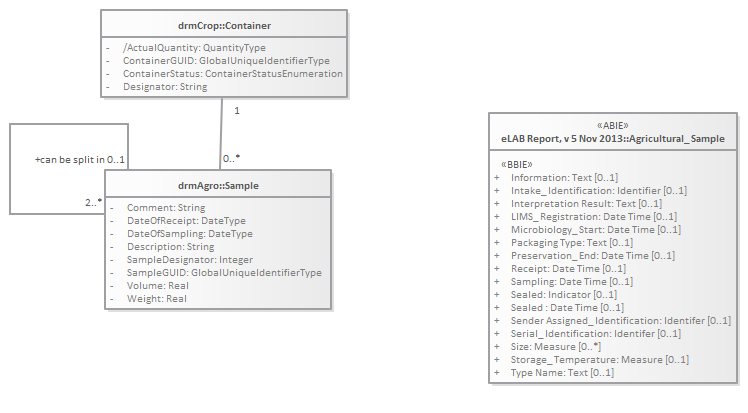 drmCrop::Container
- /ActualQuantity: QuantityType
- ContainerGUID: GlobalUniqueIdentifierType
- ContainerStatus: ContainerStatusEnumeration
- Designator: String
1
+can be split in 0..1
0..*
2..*
drmAgro::Sample
- Comment: String
- DateOfReceipt: DateType
- DateOfSampling: DateType
- Description: String
- SampleDesignator: Integer
- SampleGUID: GlobalUniqueIdentifierType
- Volume: Real
- Weight: Real
«ABIE»
eLAB Report, v 5 Nov 2013::Agricultural_Sample
«BBIE»
+ Information: Text [0..1]
+ Intake_Identification: Identifier [0..1]
+ Interpretation Result: Text [0..1]
+ LIMS_Registration: Date Time [0..1]
+ Microbiology_Start: Date Time [0..1]
+ Packaging Type: Text [0..1]
+ Preservation_End: Date Time [0..1]
+ Receipt: Date Time [0..1]
+ Sampling: Date Time [0..1]
+ Sealed: Indicator [0..1]
+ Sealed : Date Time [0..1]
+ Sender Assigned_Identification: Identifer [0..1]
+ Serial_Identification: Identifer [0..1]
+ Size: Measure [0..*]
+ Storage_Temperature: Measure [0..1]
+ Type Name: Text [0..1]